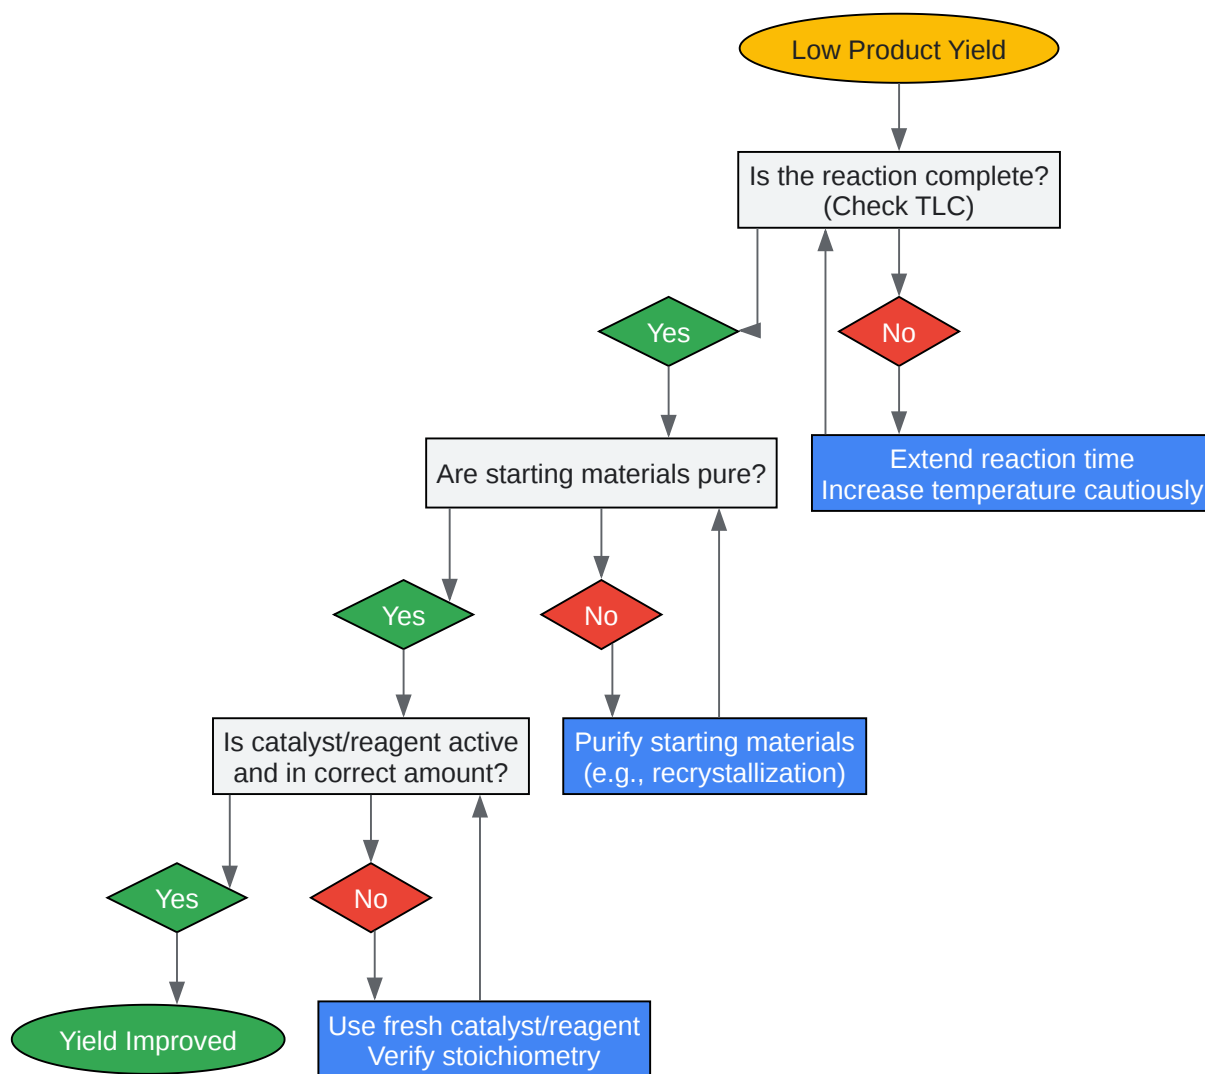 Low Product Yield
Is the reaction complete?
(Check TLC)
Yes
No
Extend reaction time
Increase temperature cautiously
Are starting materials pure?
Yes
No
Purify starting materials
(e.g., recrystallization)
Is catalyst/reagent active
and in correct amount?
Yes
No
Use fresh catalyst/reagent
Verify stoichiometry
Yield Improved